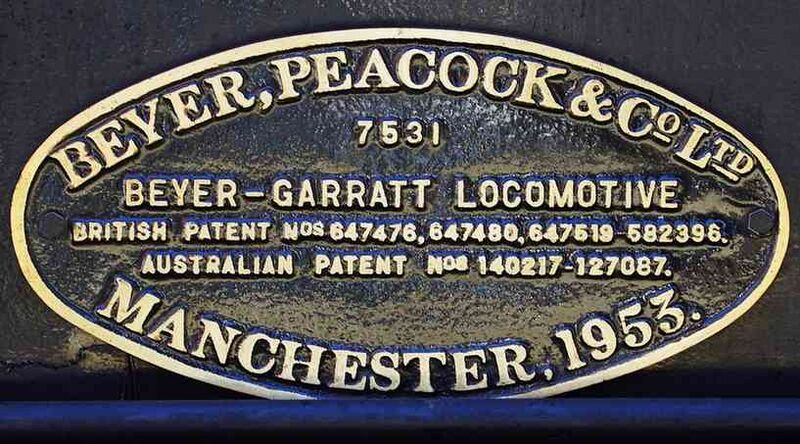 BEYER, PEACOCK & CO LTD
7531
BEYER-GARRATT LOCOMOTIVE
BRITISH PATENT NOS 647476, 647480, 647519-582396.
AUSTRALIAN PATENT NOS 140217-127087.
MANCHESTER, 1953.